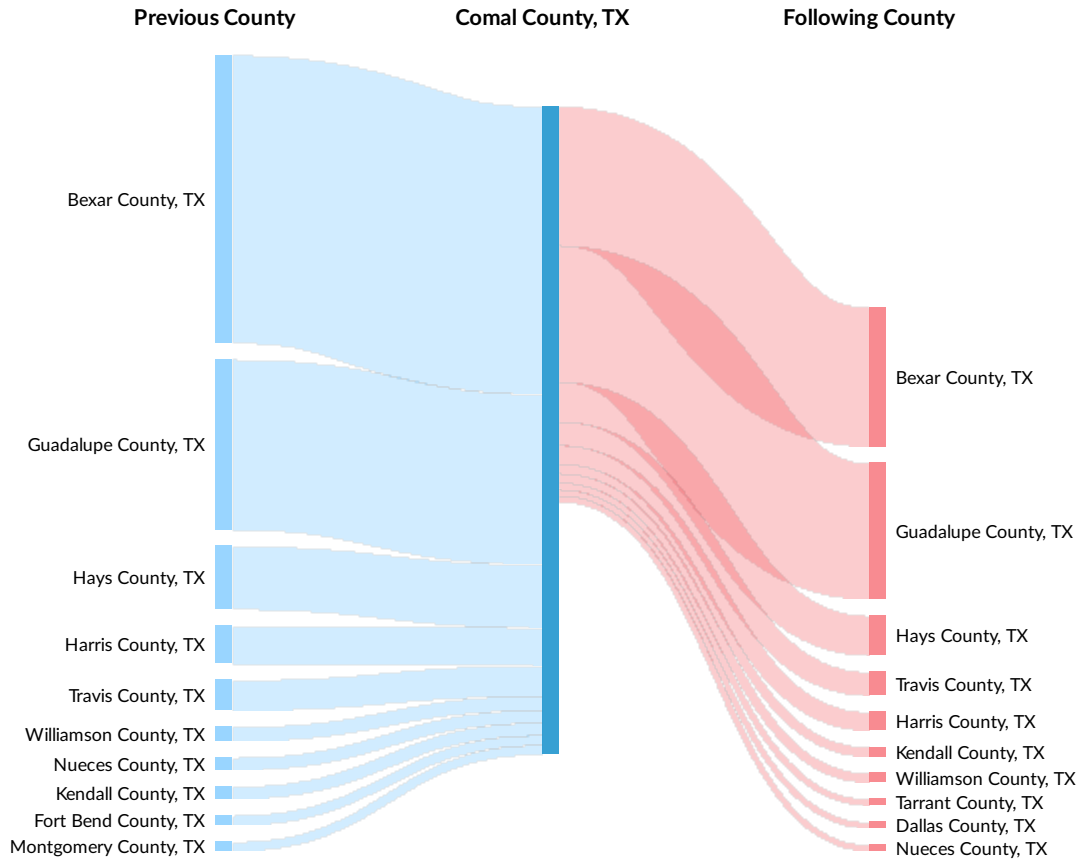 Previous County
Comal County, TX
Following County
Bexar County, TX
Guadalupe County, TX
Hays County, TX
Harris County, TX
Travis County, TX
Williamson County, TX
Nueces County, TX
Kendall County, TX
Fort Bend County, TX
Montgomery County, TX
Bexar County, TX
Guadalupe County, TX
Hays County, TX
Travis County, TX
Harris County, TX
Kendall County, TX
Williamson County, TX
Tarrant County, TX
Dallas County, TX
Nueces County, TX